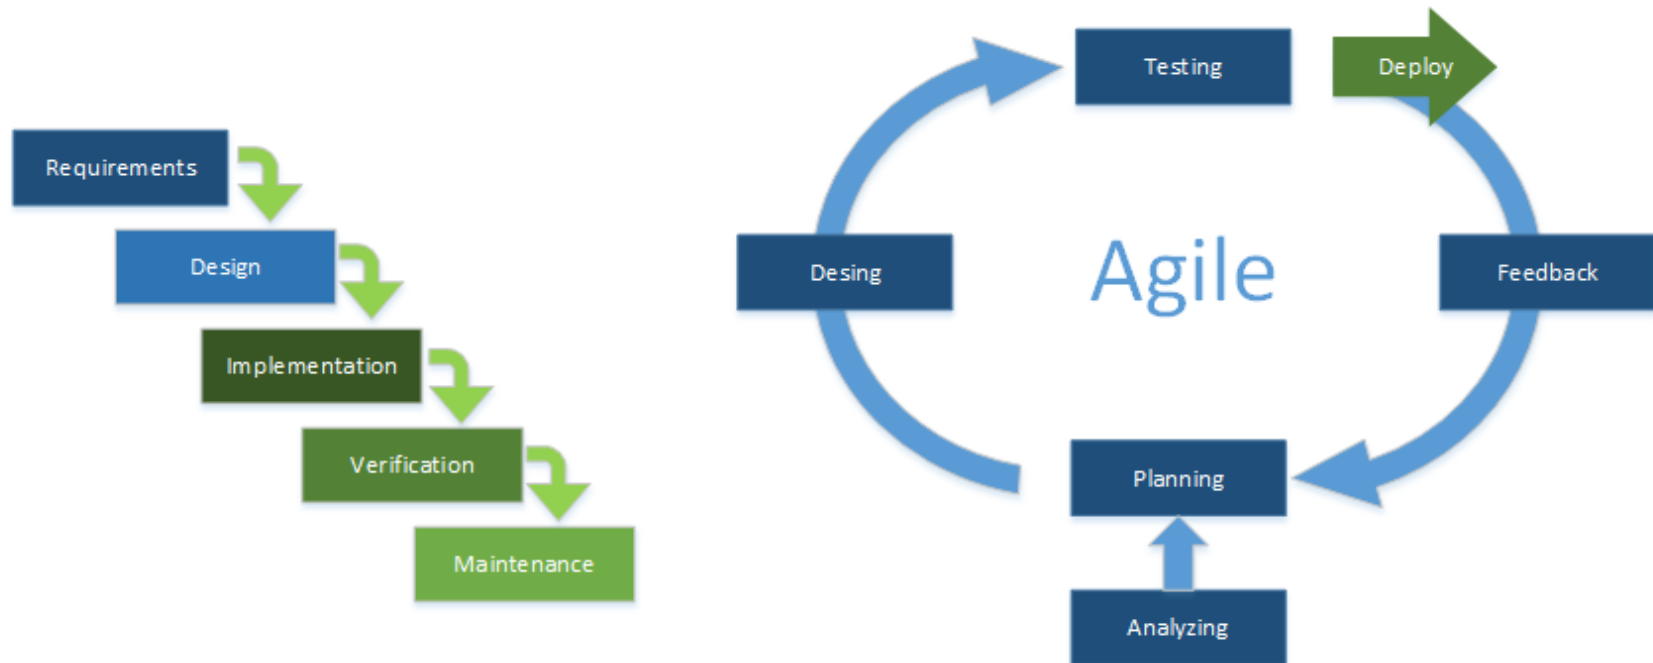 Requirements
Design
Implementation
Verification
Maintenance
Testing
Deploy
Desing
Agile
Feedback
Planning
Analyzing